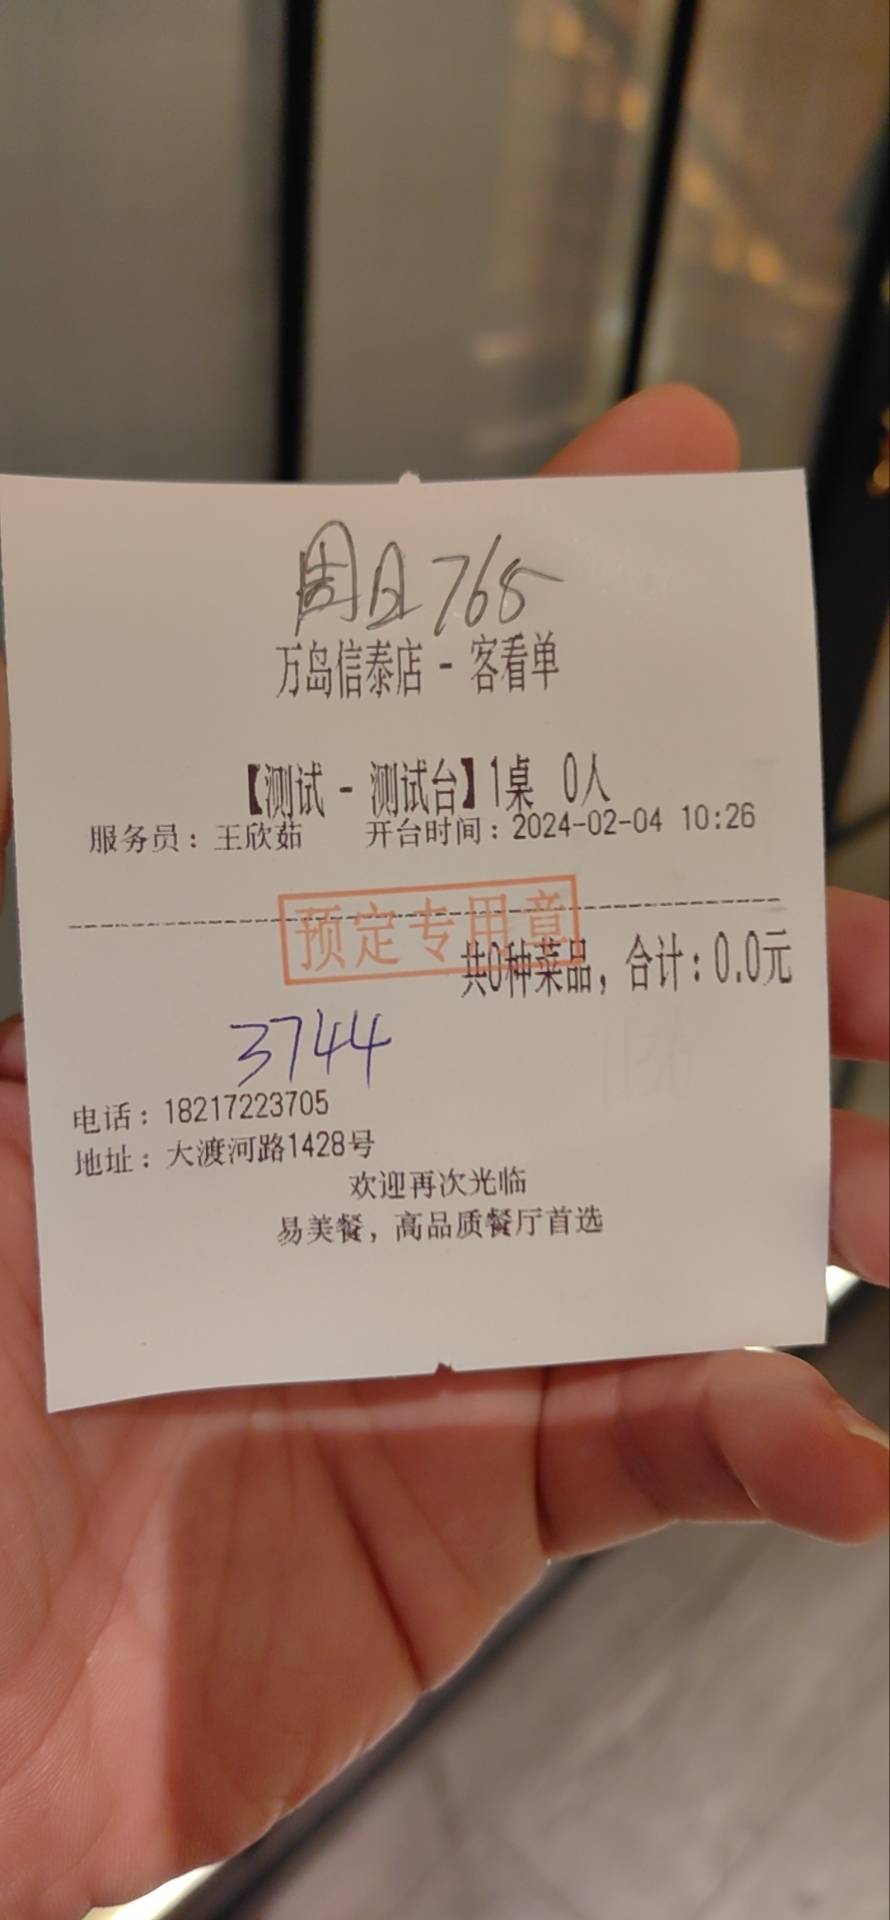 周日 768
万岛信泰店 - 客看单
【测试 - 测试台】1桌 0人
服务员：王欣茹 开台时间：2024-02-04 10:26
预定专用章
共0种菜品，合计：0.0元
3744
电话：18217223705
地址：大渡河路1428号
欢迎再次光临
易美餐，高品质餐厅首选